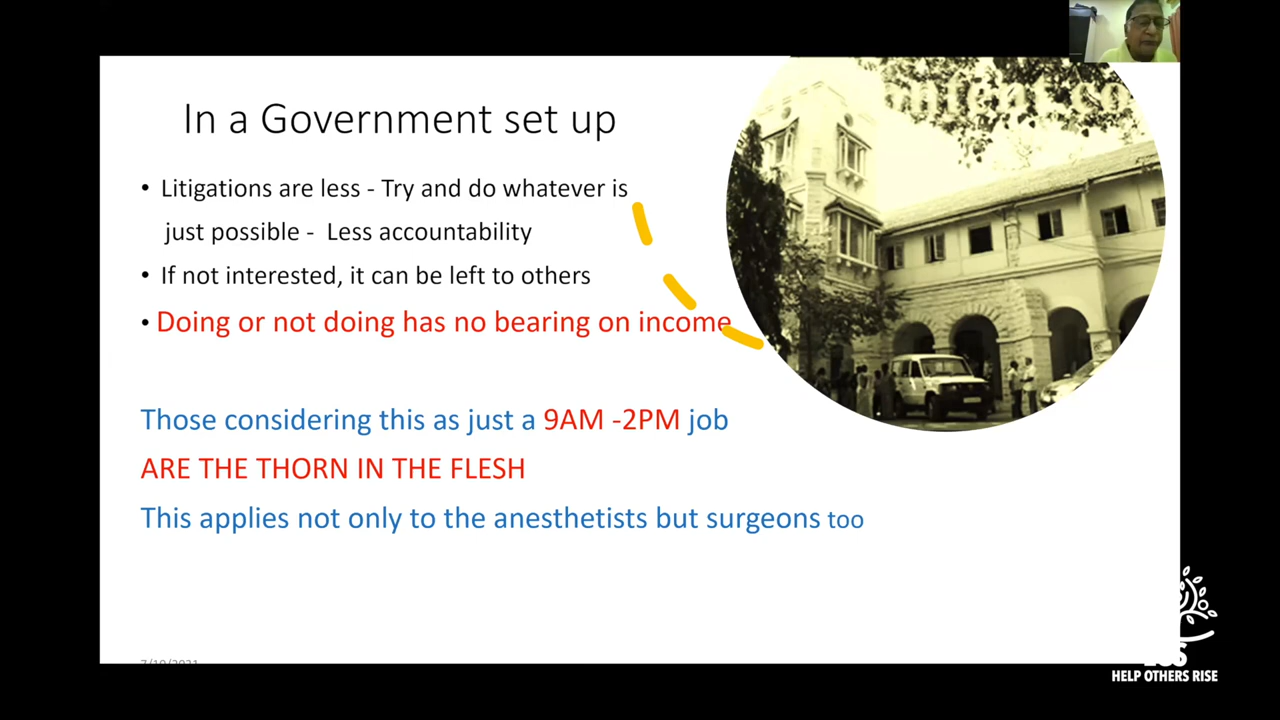 In a Government set up
• Litigations are less - Try and do whatever is
just possible - Less accountability
• If not interested, it can be left to others
• Doing or not doing has no bearing on income
Those considering this as just a 9AM -2PM job
ARE THE THORN IN THE FLESH
This applies not only to the anesthetists but surgeons too
HELP OTHERS RISE